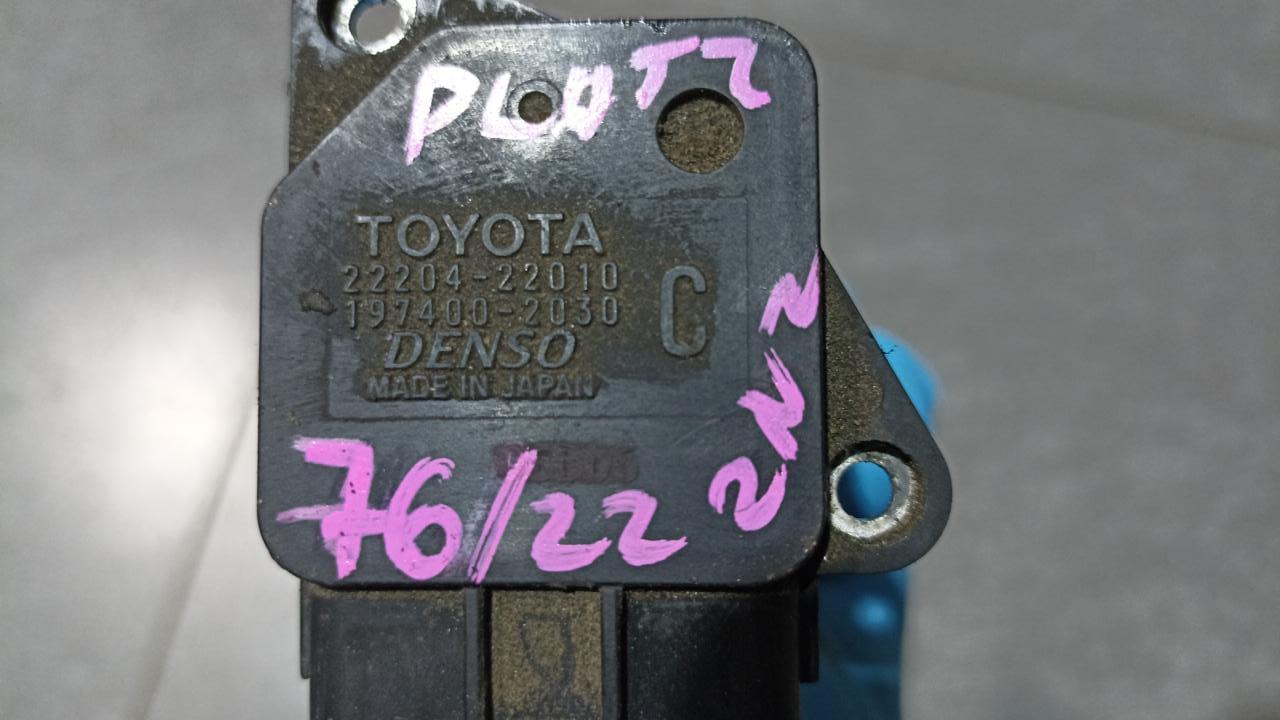 PLATZ
TOYOTA
22204-22010
197400-2030
C
DENSO
MADE IN JAPAN
2NZ
76/22